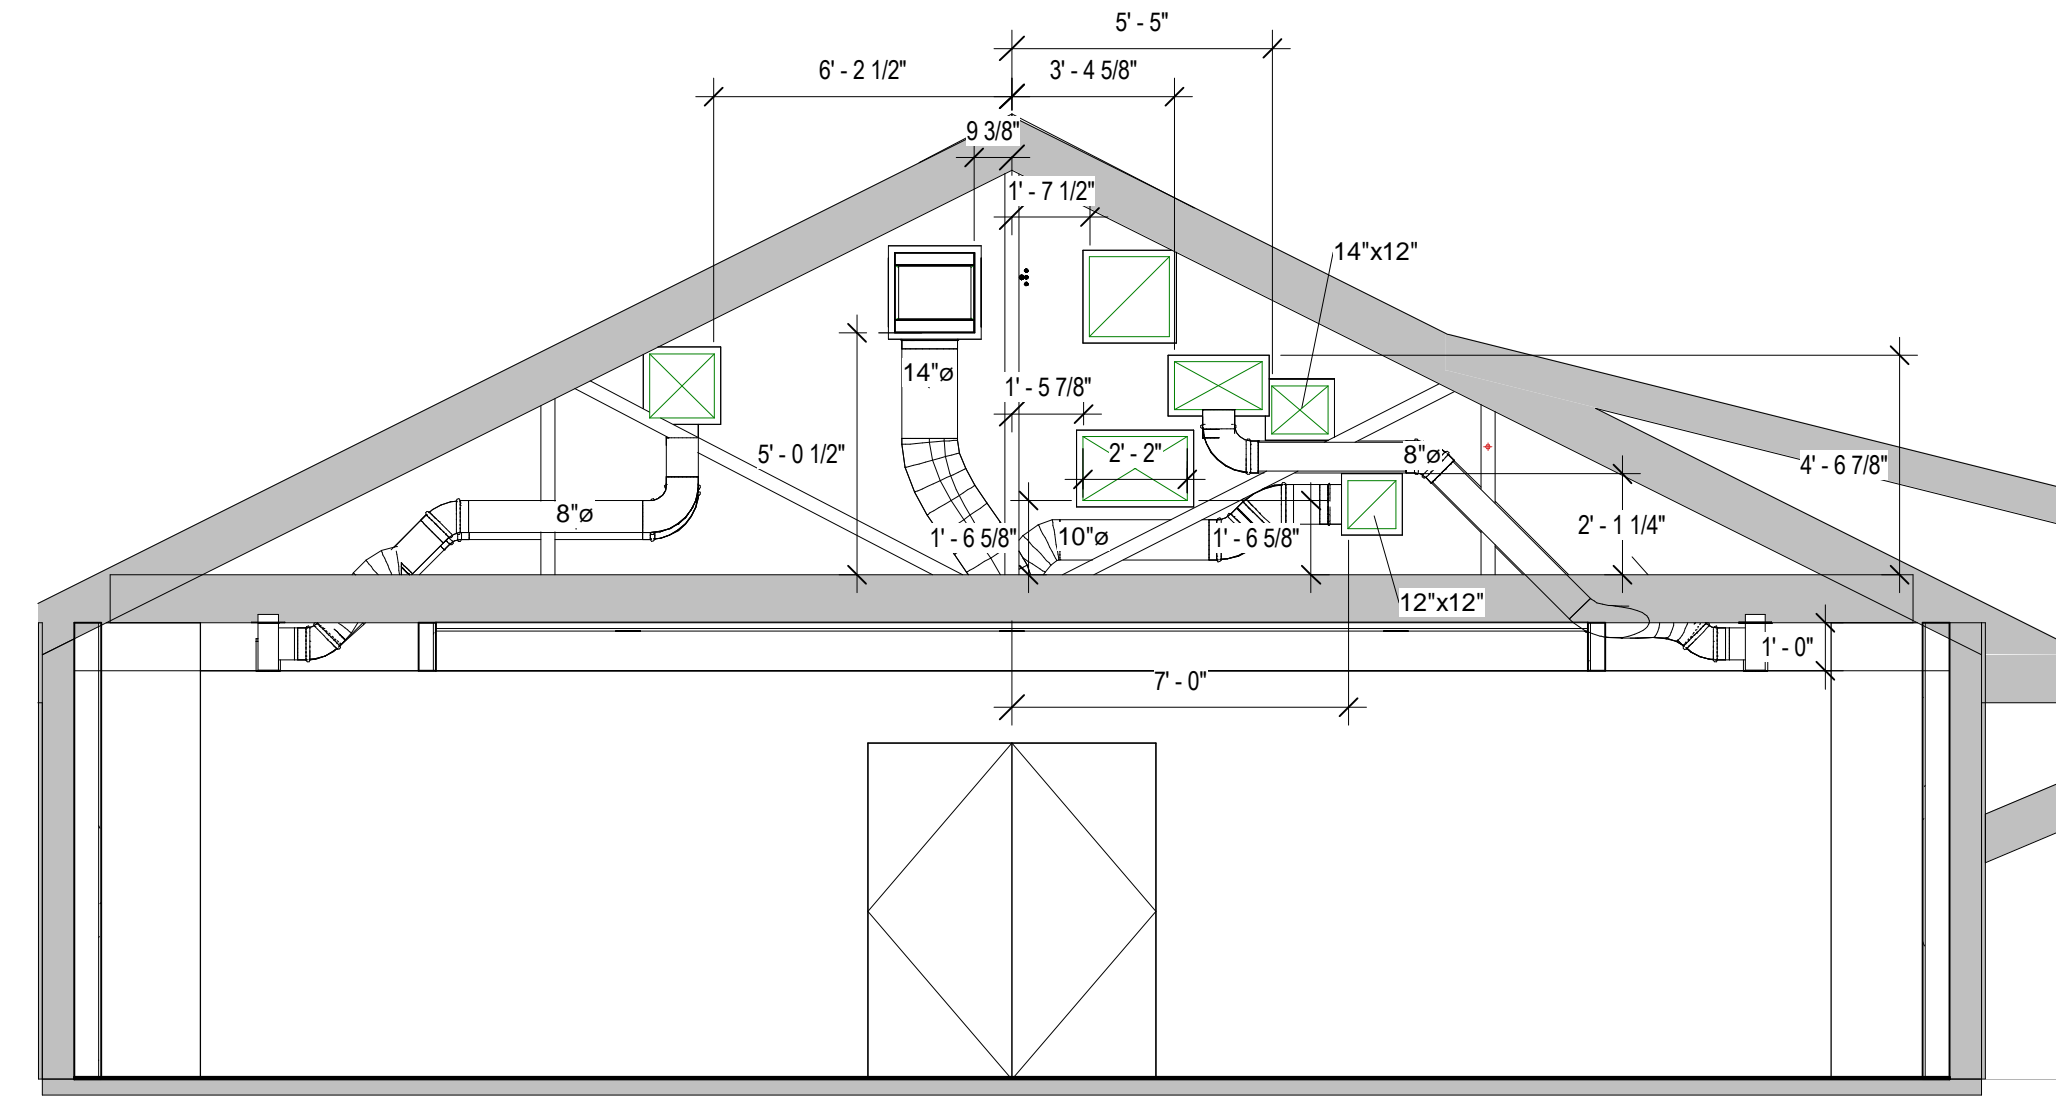 5' - 5"
6' - 2 1/2"
3' - 4 5/8"
9 3/8"
1' - 7 1/2"
14"x12"
14"ø
1' - 5 7/8"
5' - 0 1/2"
2' - 2"
8"ø
4' - 6 7/8"
8"ø
1' - 6 5/8"
10"ø
1' - 6 5/8"
2' - 1 1/4"
12"x12"
1' - 0"
7' - 0"